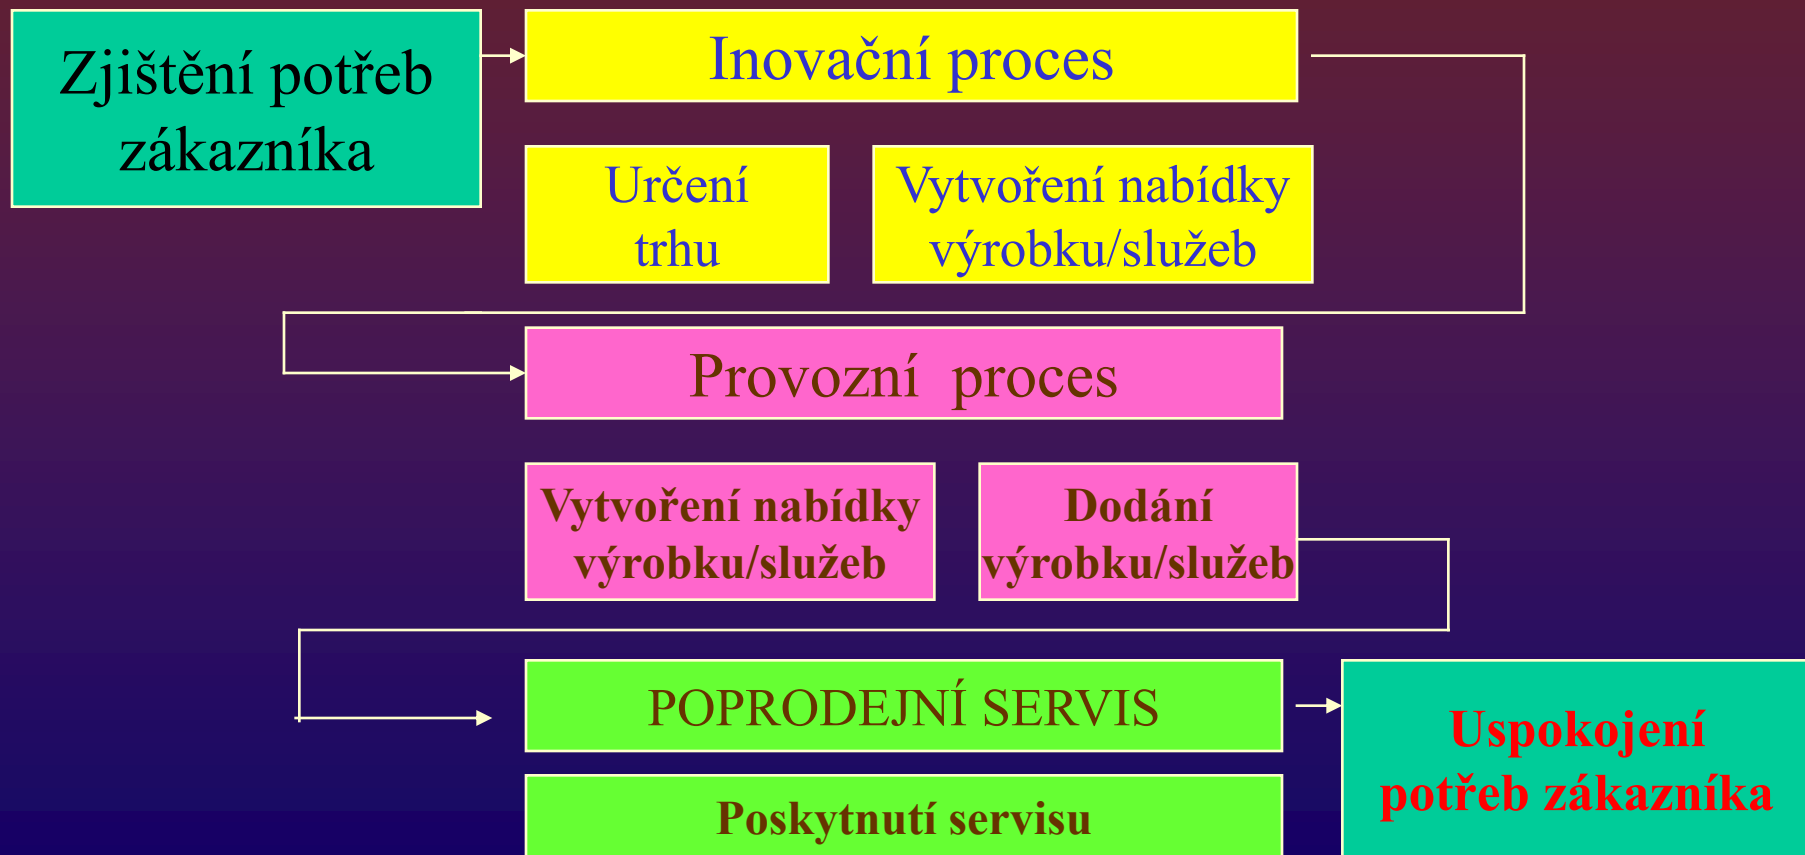 Zjištění potřeb
zákazníka
Inovační proces
Určení
trhu
Vytvoření nabídky
výrobku/služeb
Provozní  proces
Vytvoření nabídky
výrobku/služeb
Dodání
výrobku/služeb
POPRODEJNÍ SERVIS
Poskytnutí servisu
Uspokojení
potřeb zákazníka